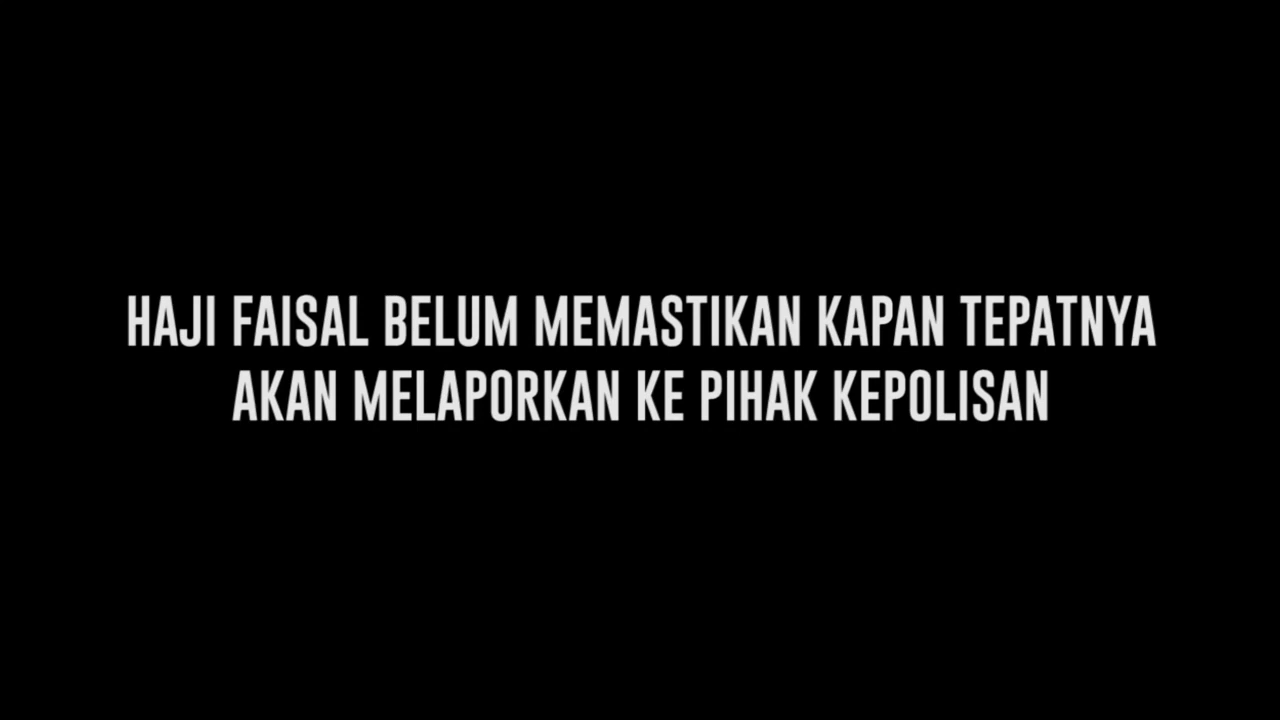 HAJI FAISAL BELUM MEMASTIKAN KAPAN TEPATNYA
AKAN MELAPORKAN KE PIHAK KEPOLISAN